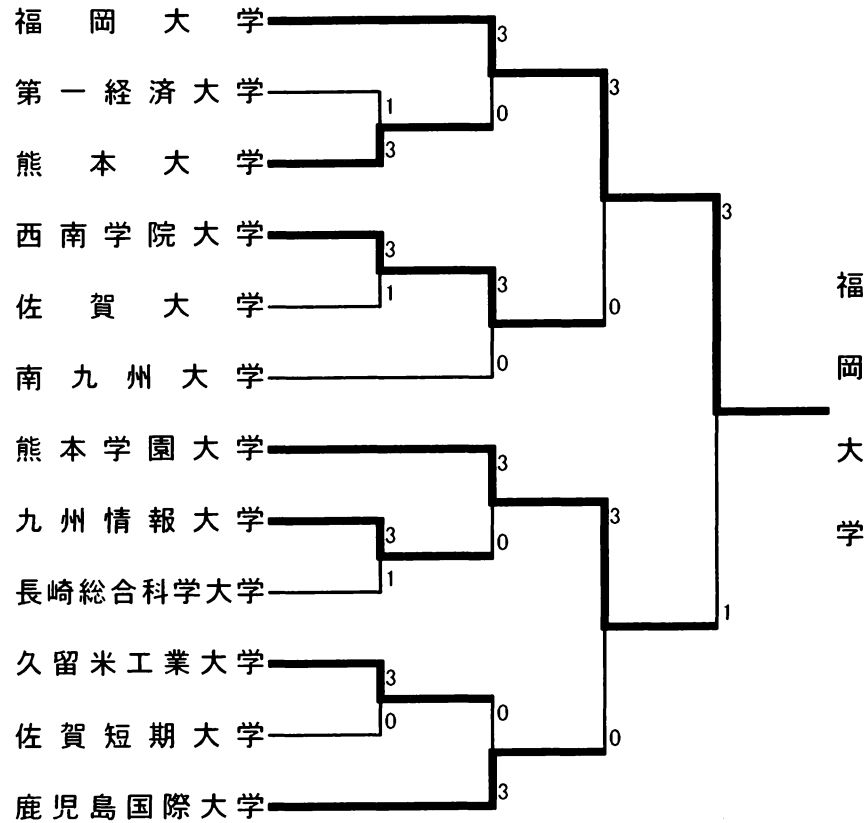 福岡大学
3
3
第一経済大学
1
0
熊本大学
3
3
西南学院大学
3
3
佐賀大学
1
0
南九州大学
0
熊本学園大学
3
3
九州情報大学
3
0
長崎総合科学大学
1
1
久留米工業大学
3
0
佐賀短期大学
0
0
鹿児島国際大学
3
福岡大学